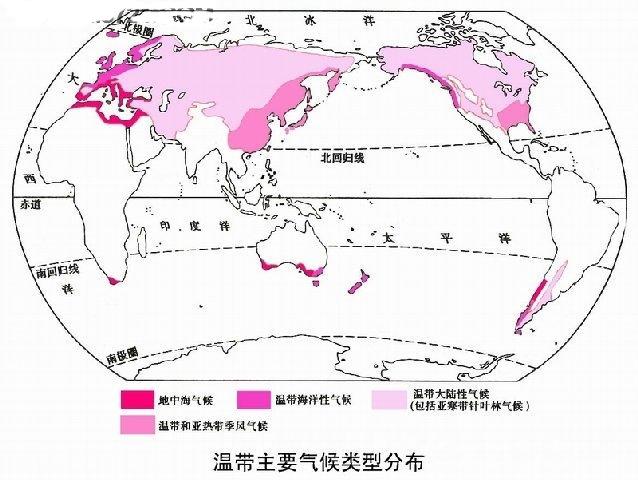 北 冰 洋
北极圈
大
西
洋
北回归线
赤道
印 度 洋
太 平 洋
南回归线
南极圈
地中海气候
温带海洋性气候
温带大陆性气候
(包括亚寒带针叶林气候)
温带和亚热带季风气候
温带主要气候类型分布